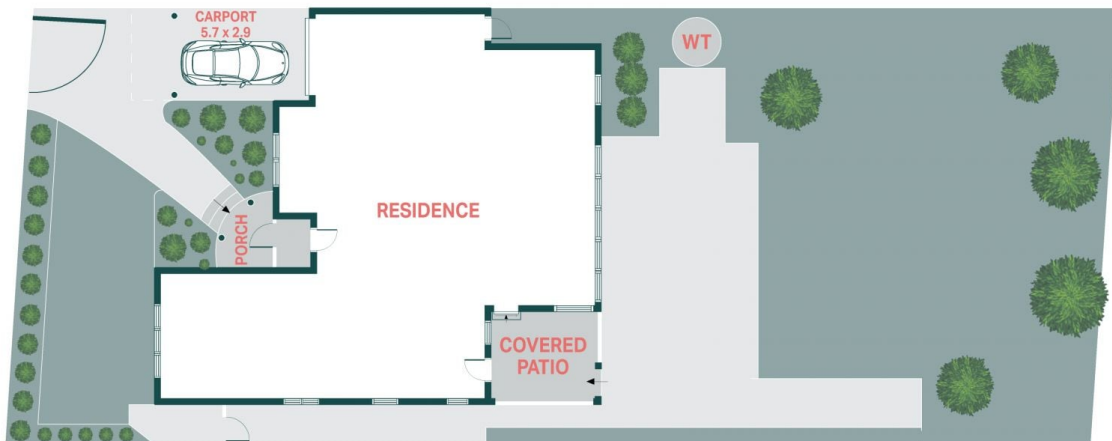 CARPORT
5.7 x 2.9
WT
RESIDENCE
PORCH
COVERED
PATIO